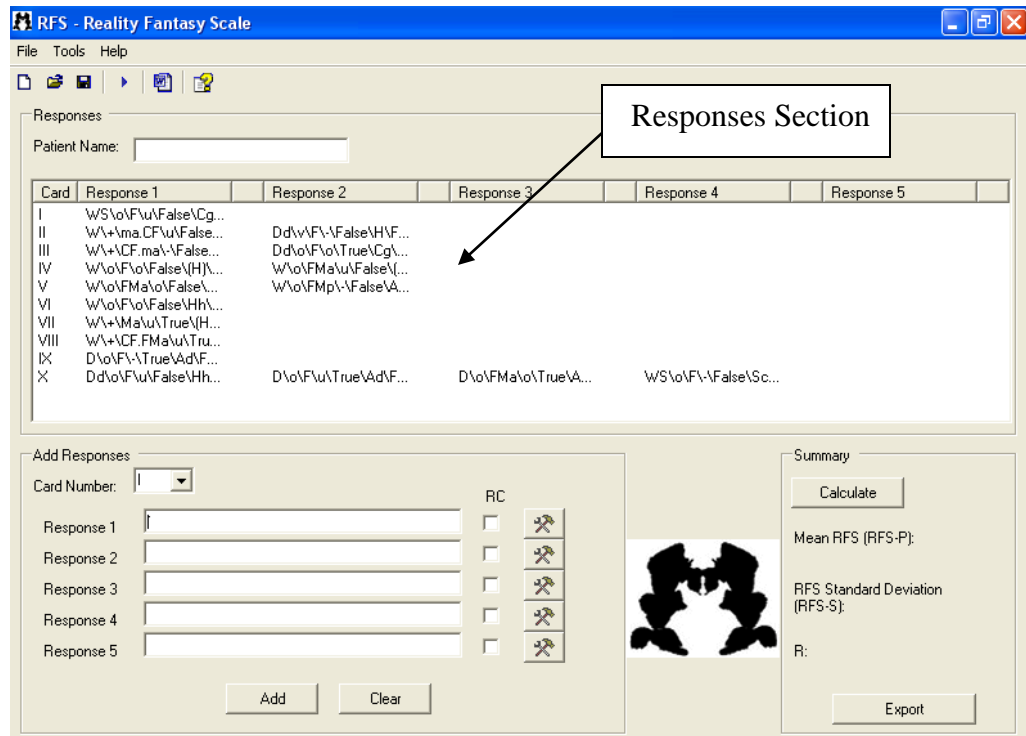 RFS - Reality Fantasy Scale
File Tools Help
Responses
Responses Section
Patient Name:
Card Response 1 Response 2 Response 3 Response 4 Response 5
I WS\o\F\u\False\Cg...
II W\+\ma.CF\u\False... Dd\v\F\-\False\H\F...
III W\+\CF.ma\-\False... Dd\o\F\o\True\Cg\...
IV W\o\F\o\False\(H)\... W\o\FMa\u\False\(...
V W\o\FMa\o\False\... W\o\FMp\-\False\A...
VI W\o\F\o\False\Hh\...
VII W\+\Ma\u\True\(H...
VIII W\+\CF.FMa\u\Tru...
IX D\o\F\-\True\Ad\F...
X Dd\o\F\u\False\Hh... D\o\F\u\True\Ad\F... D\o\FMa\o\True\A... WS\o\F\-\False\Sc...
Add Responses
Card Number: I
RC
Response 1
Response 2
Response 3
Response 4
Response 5
Add Clear
Summary
Calculate
Mean RFS (RFS-P):
RFS Standard Deviation
(RFS-S):
R:
Export